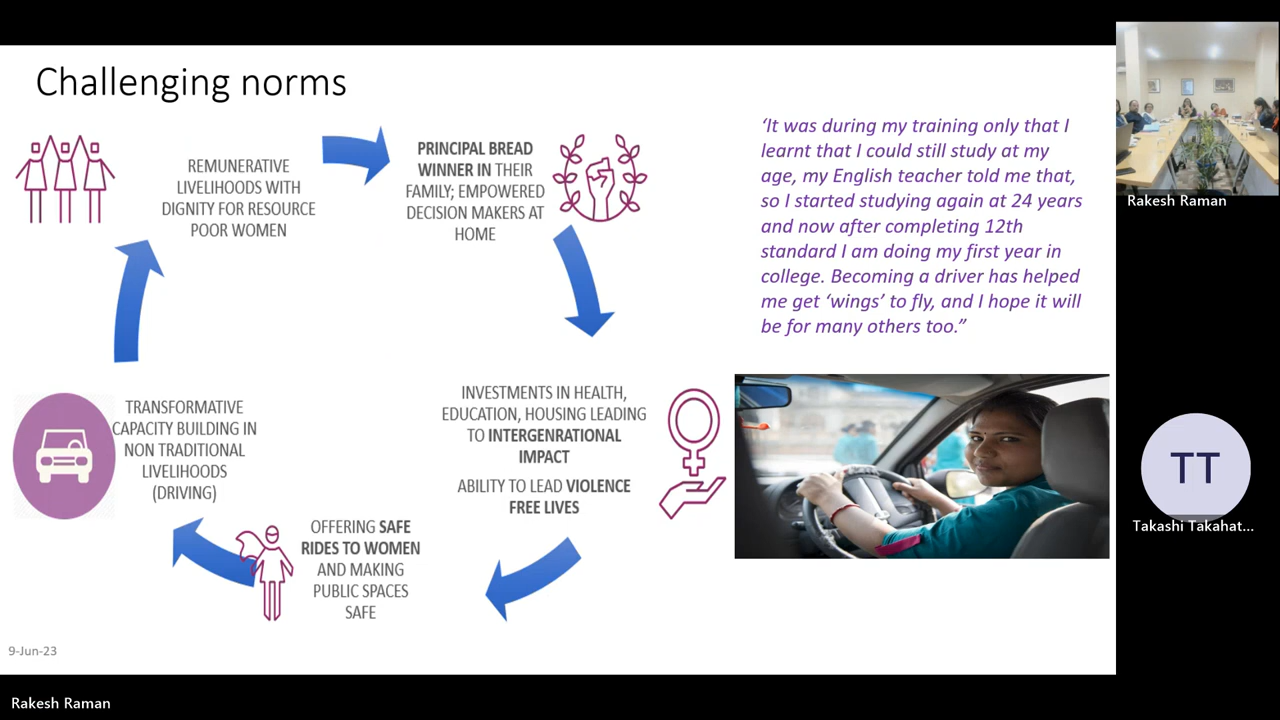 Challenging norms
REMUNERATIVE
LIVELIHOODS WITH
DIGNITY FOR RESOURCE
POOR WOMEN
PRINCIPAL BREAD
WINNER IN THEIR
FAMILY; EMPOWERED
DECISION MAKERS AT
HOME
INVESTMENTS IN HEALTH,
EDUCATION, HOUSING LEADING
TO INTERGENRATIONAL
IMPACT
ABILITY TO LEAD VIOLENCE
FREE LIVES
OFFERING SAFE
RIDES TO WOMEN
AND MAKING
PUBLIC SPACES
SAFE
TRANSFORMATIVE
CAPACITY BUILDING IN
NON TRADITIONAL
LIVELIHOODS
(DRIVING)
‘It was during my training only that I
learnt that I could still study at my
age, my English teacher told me that,
so I started studying again at 24 years
and now after completing 12th
standard I am doing my first year in
college. Becoming a driver has helped
me get ‘wings’ to fly, and I hope it will
be for many others too.”
9-Jun-23
Rakesh Raman
Rakesh Raman
TT
Takashi Takahat...